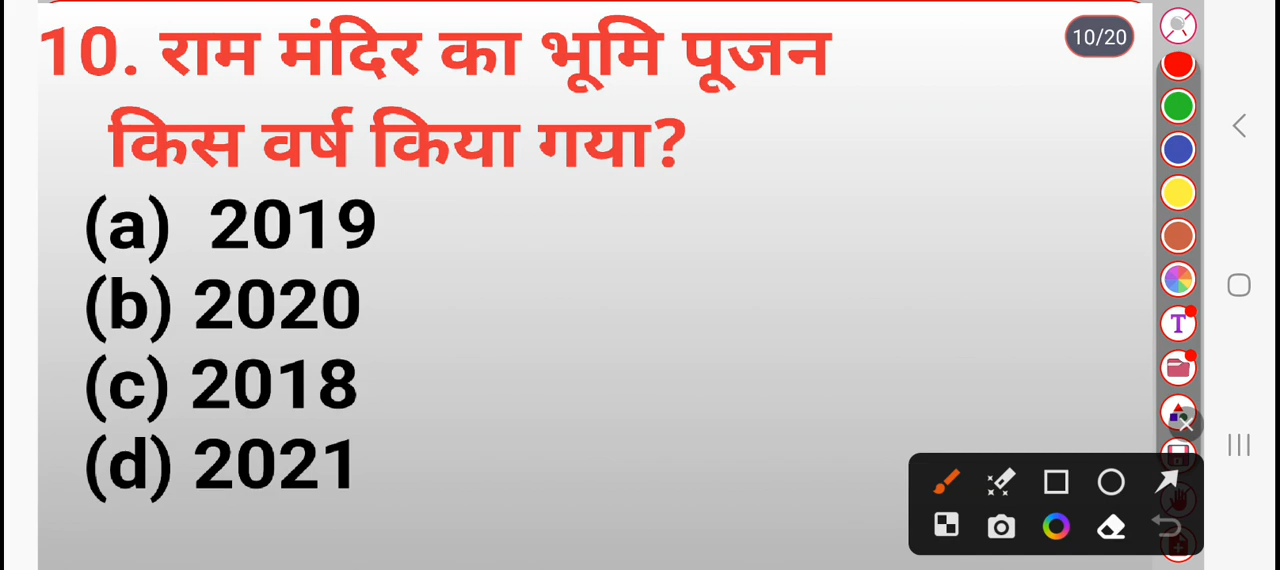 10. राम मंदिर का भूमि पूजन
किस वर्ष किया गया?
(a) 2019
(b) 2020
(c) 2018
(d) 2021
10/20
T